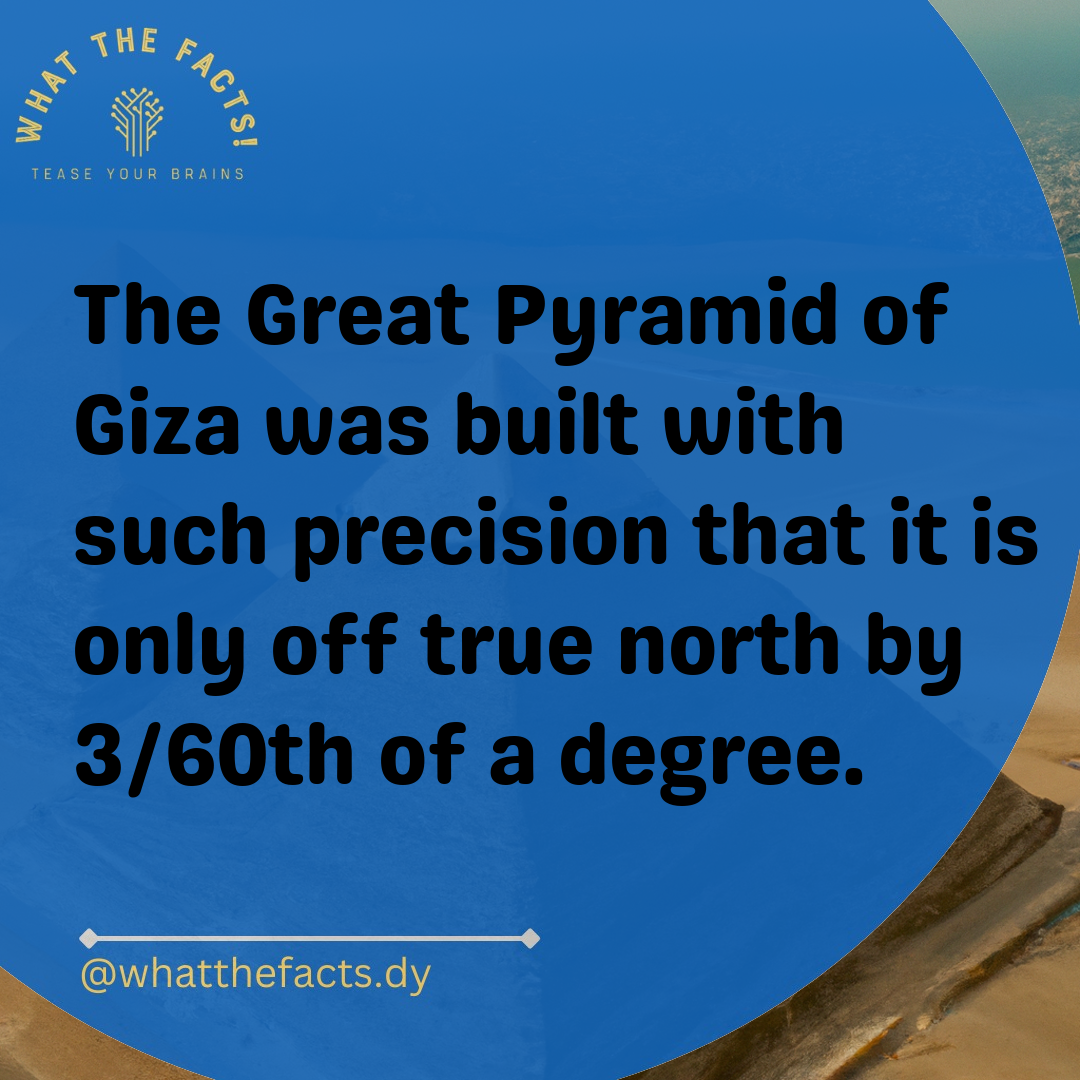 WHAT THE FACTS!
TEASE YOUR BRAINS
The Great Pyramid of
Giza was built with
such precision that it is
only off true north by
3/60th of a degree.
@whatthefacts.dy